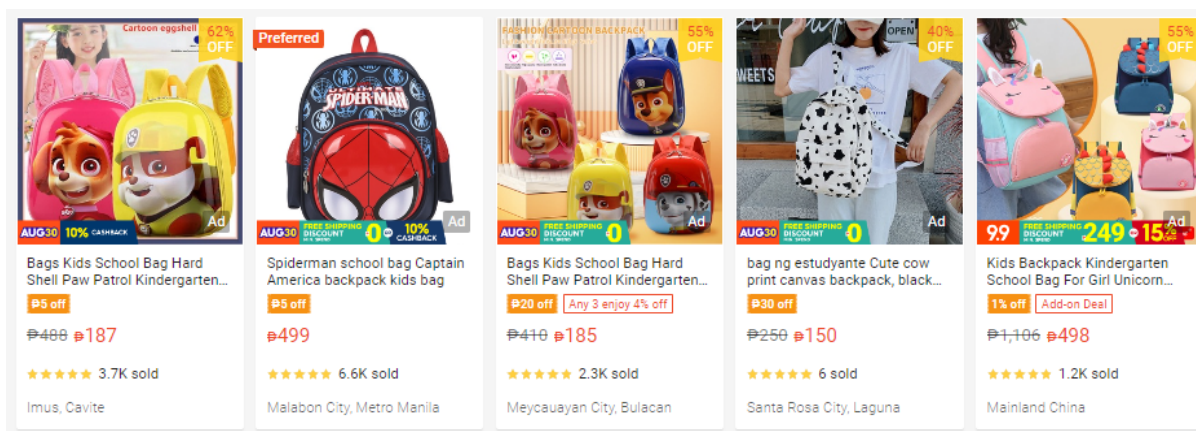 Cartoon eggshell
62%
OFF
AUG30 10% CASHBACK
Ad
Bags Kids School Bag Hard
Shell Paw Patrol Kindergarten...
₱5 off
₱488 ₱187
3.7K sold
Imus, Cavite
Preferred
ULTIMATE
SPIDER-MAN
AUG30 FREE SHIPPING
DISCOUNT
₱0
10%
CASHBACK
Ad
Spiderman school bag Captain
America backpack kids bag
₱5 off
₱499
6.6K sold
Malabon City, Metro Manila
FASHION CARTOON BACKPACK
55%
OFF
AUG30 FREE SHIPPING
DISCOUNT
₱0
Ad
Bags Kids School Bag Hard
Shell Paw Patrol Kindergarten...
₱20 off Any 3 enjoy 4% off
₱410 ₱185
2.3K sold
Meycauayan City, Bulacan
OPEN
WEETS
40%
OFF
AUG30 FREE SHIPPING
DISCOUNT
₱0
Ad
bag ng estudyante Cute cow
print canvas backpack, black...
₱30 off
₱250 ₱150
6 sold
Santa Rosa City, Laguna
55%
OFF
9.9 FREE SHIPPING
DISCOUNT
249
Ad
Kids Backpack Kindergarten
School Bag For Girl Unicorn...
1% off Add-on Deal
₱1,106 ₱498
1.2K sold
Mainland China